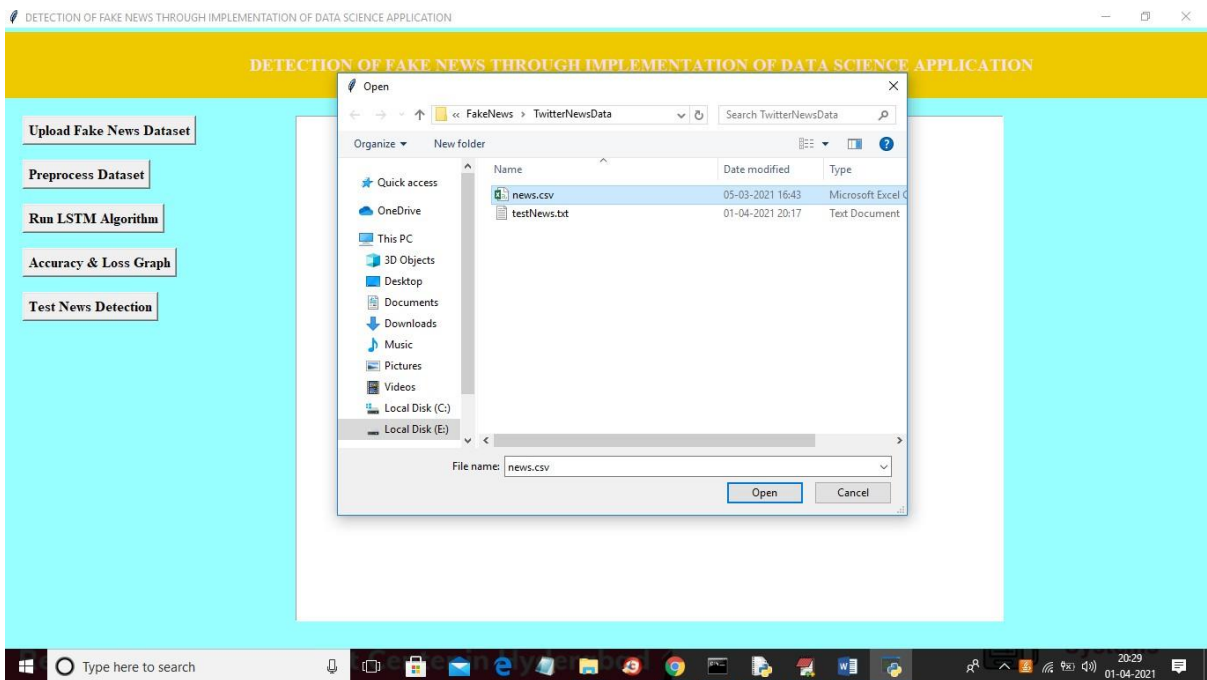 DETECTION OF FAKE NEWS THROUGH IMPLEMENTATION OF DATA SCIENCE APPLICATION
DETECTION OF FAKE NEWS THROUGH IMPLEMENTATION OF DATA SCIENCE APPLICATION
Upload Fake News Dataset
Preprocess Dataset
Run LSTM Algorithm
Accuracy & Loss Graph
Test News Detection
Open
« FakeNews › TwitterNewsData
Search TwitterNewsData
Organize
New folder
Name Date modified Type
news.csv 05-03-2021 16:43 Microsoft Excel C
testNews.txt 01-04-2021 20:17 Text Document
Quick access
OneDrive
This PC
3D Objects
Desktop
Documents
Downloads
Music
Pictures
Videos
Local Disk (C:)
Local Disk (E:)
File name: news.csv
Open Cancel
Type here to search
20:29
01-04-2021